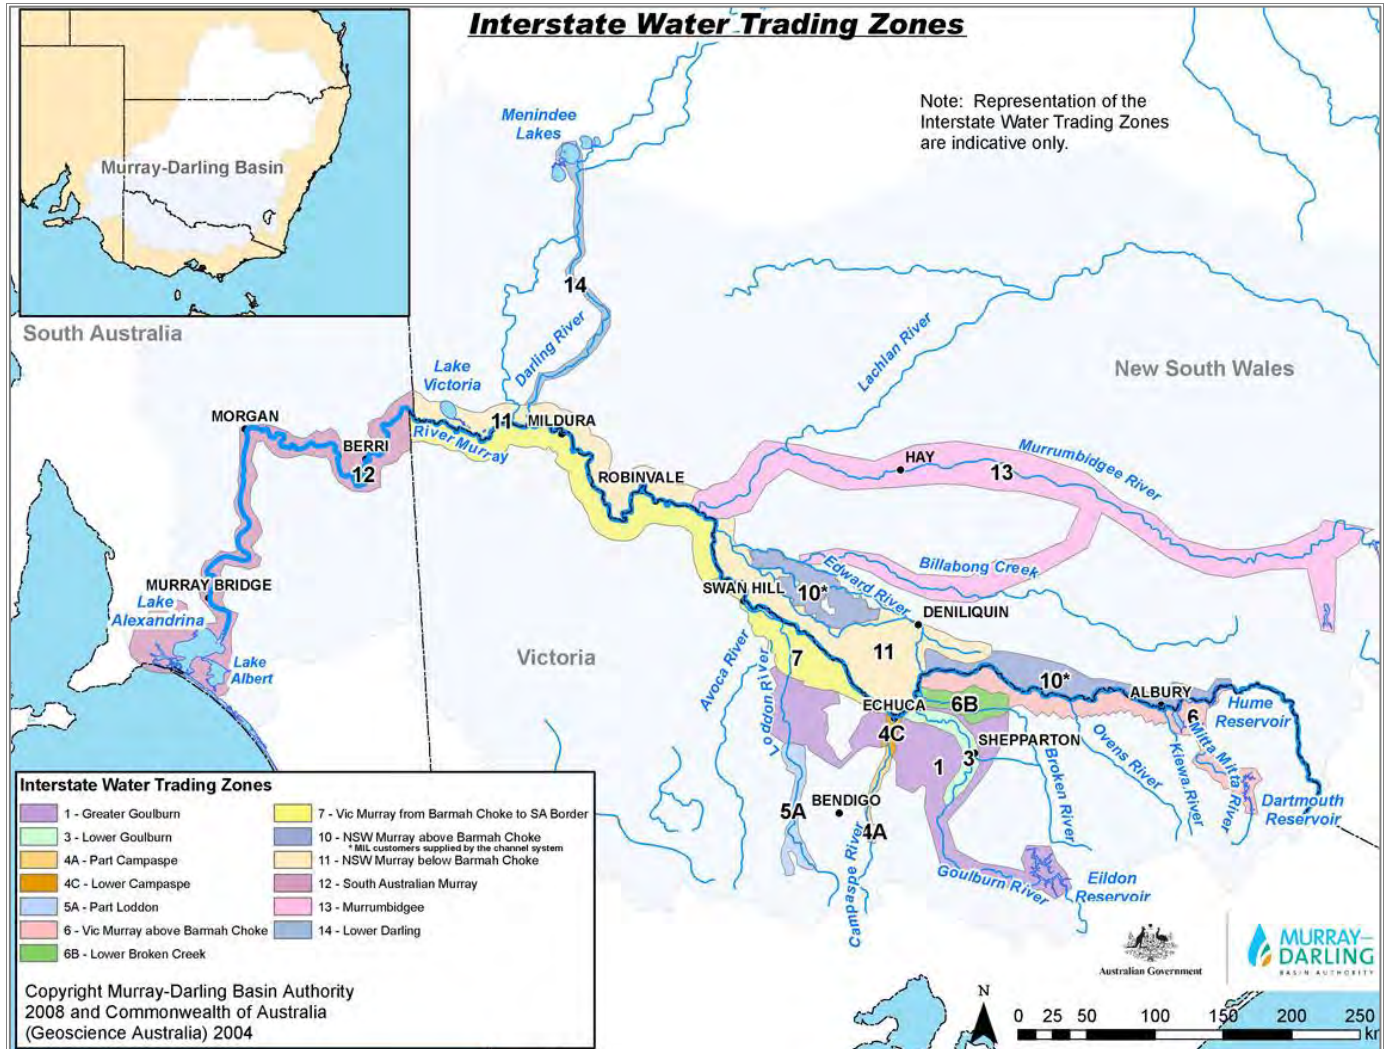 Interstate Water Trading Zones
Note: Representation of the
Interstate Water Trading Zones
are indicative only.
Murray-Darling Basin
Menindee
Lakes
14
Darling River
Lachlan River
South Australia
New South Wales
Lake
Victoria
MORGAN
BERRI
12
11
MILDURA
River Murray
ROBINVALE
HAY
13
Murrumbidgee River
MURRAY BRIDGE
Lake
Alexandrina
Lake
Albert
SWAN HILL
10*
Edward River
Billabong Creek
DENILIQUIN
Victoria
Avoca River
Loddon River
7
11
10*
ALBURY
ECHUCA
6B
6
Hume
Reservoir
4C
SHEPPARTON
1
3
Broken River
Ovens River
Kiewa River
Mitta Mitta River
Dartmouth
Reservoir
5A
BENDIGO
4A
Campaspe River
Goulburn River
Eildon
Reservoir
Interstate Water Trading Zones
1 - Greater Goulburn
3 - Lower Goulburn
4A - Part Campaspe
4C - Lower Campaspe
5A - Part Loddon
6 - Vic Murray above Barmah Choke
6B - Lower Broken Creek
7 - Vic Murray from Barmah Choke to SA Border
10 - NSW Murray above Barmah Choke
* MIL customers supplied by the channel system
11 - NSW Murray below Barmah Choke
12 - South Australian Murray
13 - Murrumbidgee
14 - Lower Darling
Copyright Murray-Darling Basin Authority
2008 and Commonwealth of Australia
(Geoscience Australia) 2004
Australian Government
MURRAY–
DARLING
BASIN AUTHORITY
N
0 25 50 100 150 200 250
km